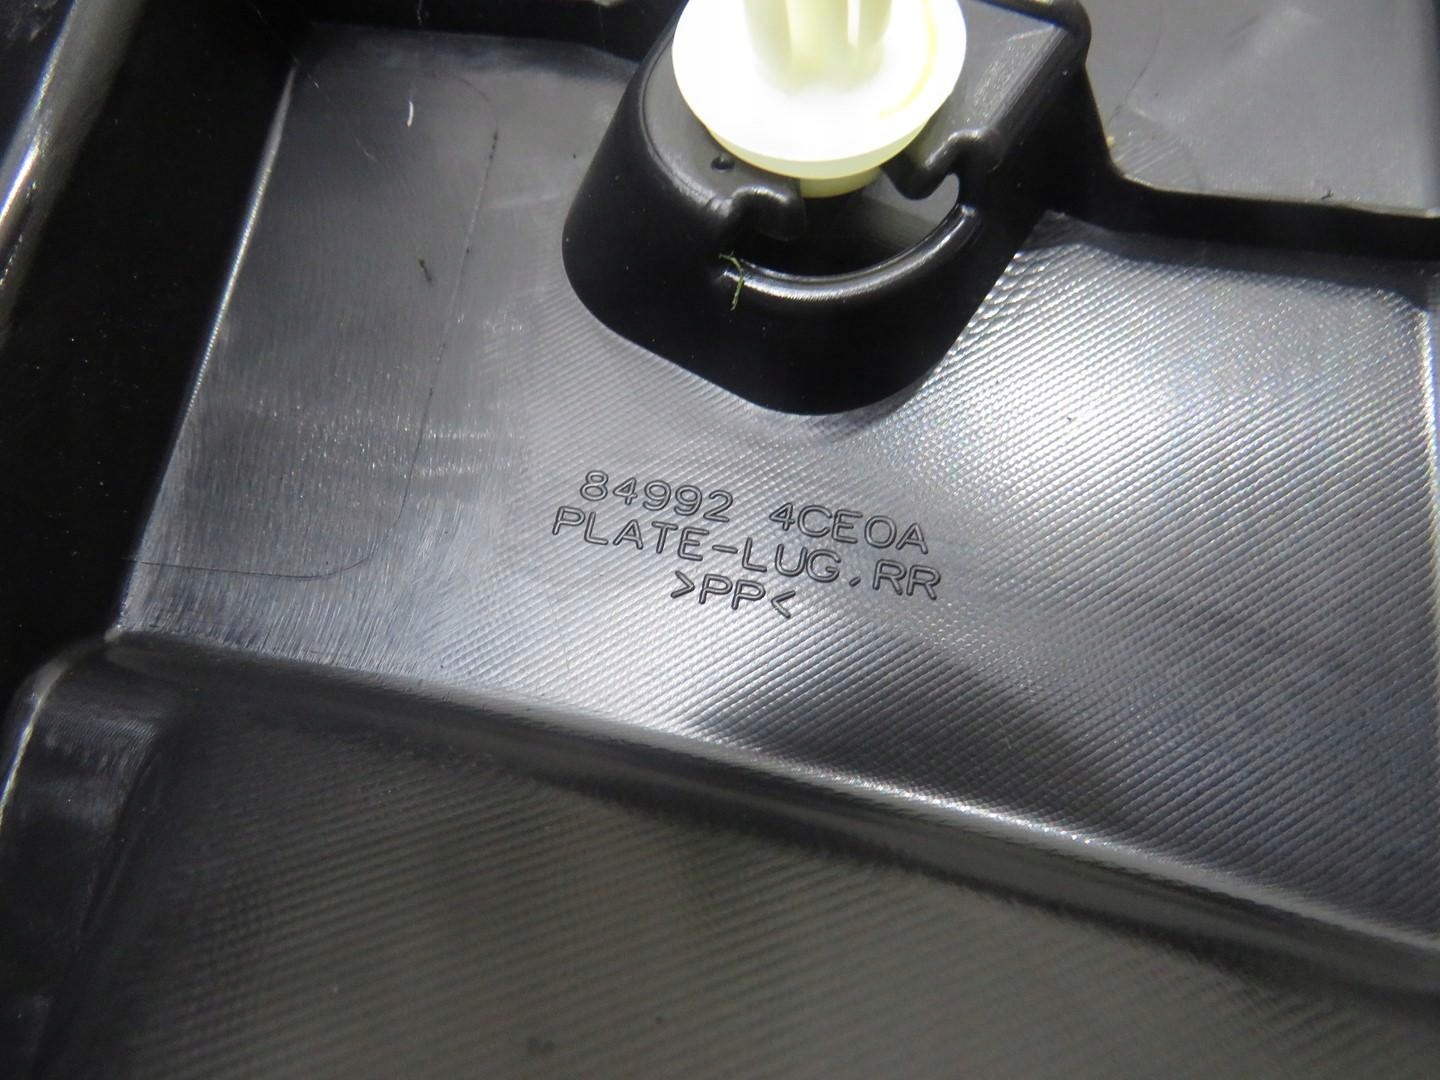 84992 4CE0A
PLATE-LUG,RR
>PP<